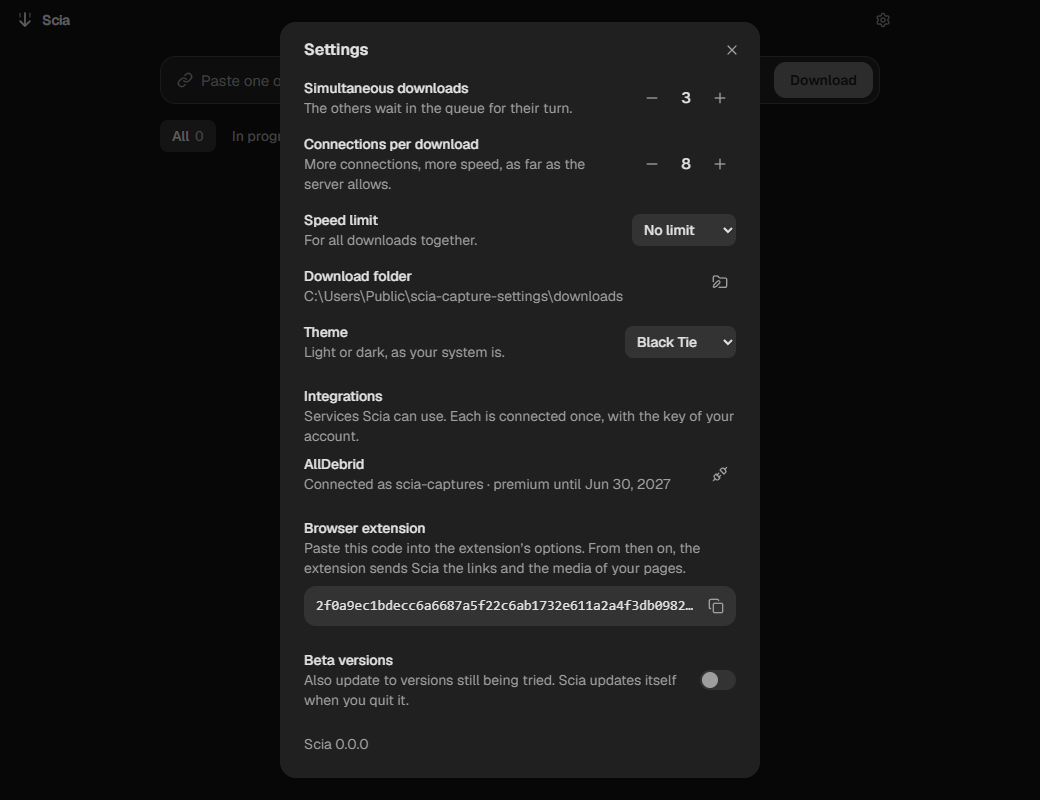 Scia
Settings
Paste one o
Download
All 0
In progr
Simultaneous downloads
The others wait in the queue for their turn.
3
Connections per download
More connections, more speed, as far as the
server allows.
8
Speed limit
For all downloads together.
No limit
Download folder
C:\Users\Public\scia-capture-settings\downloads
Theme
Light or dark, as your system is.
Black Tie
Integrations
Services Scia can use. Each is connected once, with the key of your
account.
AllDebrid
Connected as scia-captures · premium until Jun 30, 2027
Browser extension
Paste this code into the extension's options. From then on, the
extension sends Scia the links and the media of your pages.
2f0a9ec1bdecc6a6687a5f22c6ab1732e611a2a4f3db0982…
Beta versions
Also update to versions still being tried. Scia updates itself
when you quit it.
Scia 0.0.0